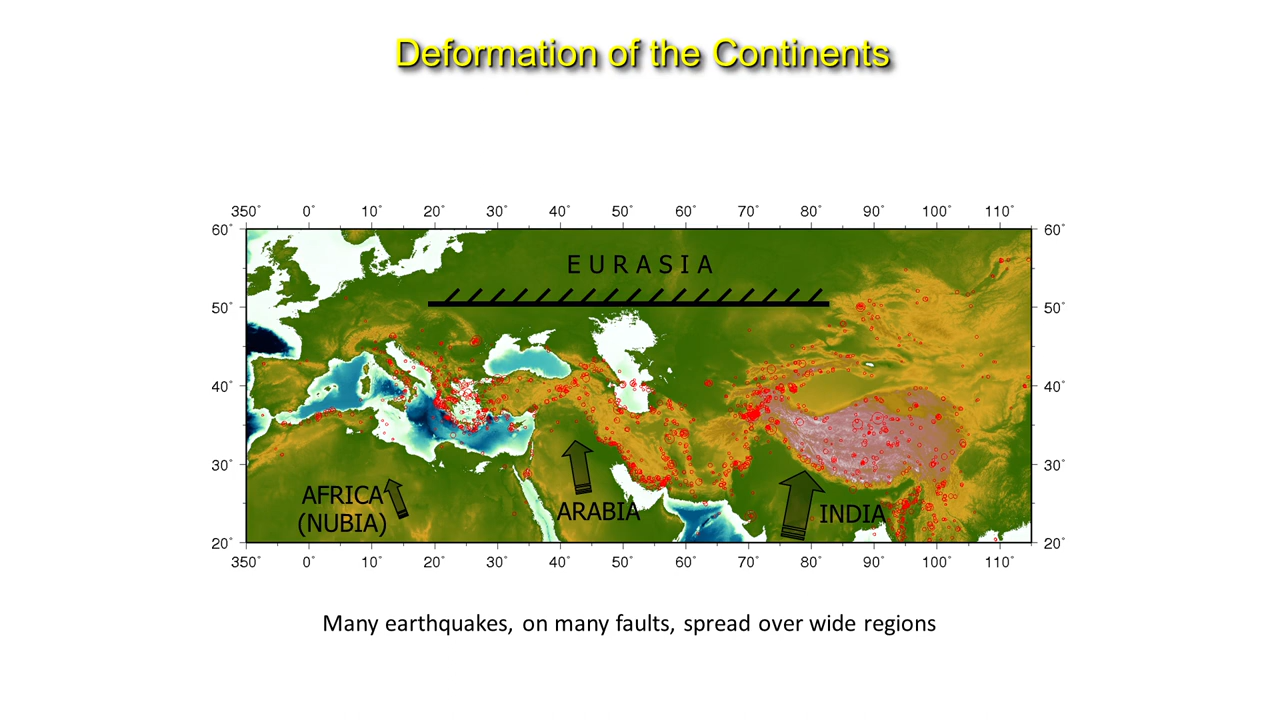 Deformation of the Continents
350° 0° 10° 20° 30° 40° 50° 60° 70° 80° 90° 100° 110°
60° 60°
EURASIA
50° 50°
40° 40°
30° 30°
AFRICA
(NUBIA)
ARABIA
INDIA
20° 20°
350° 0° 10° 20° 30° 40° 50° 60° 70° 80° 90° 100° 110°
Many earthquakes, on many faults, spread over wide regions